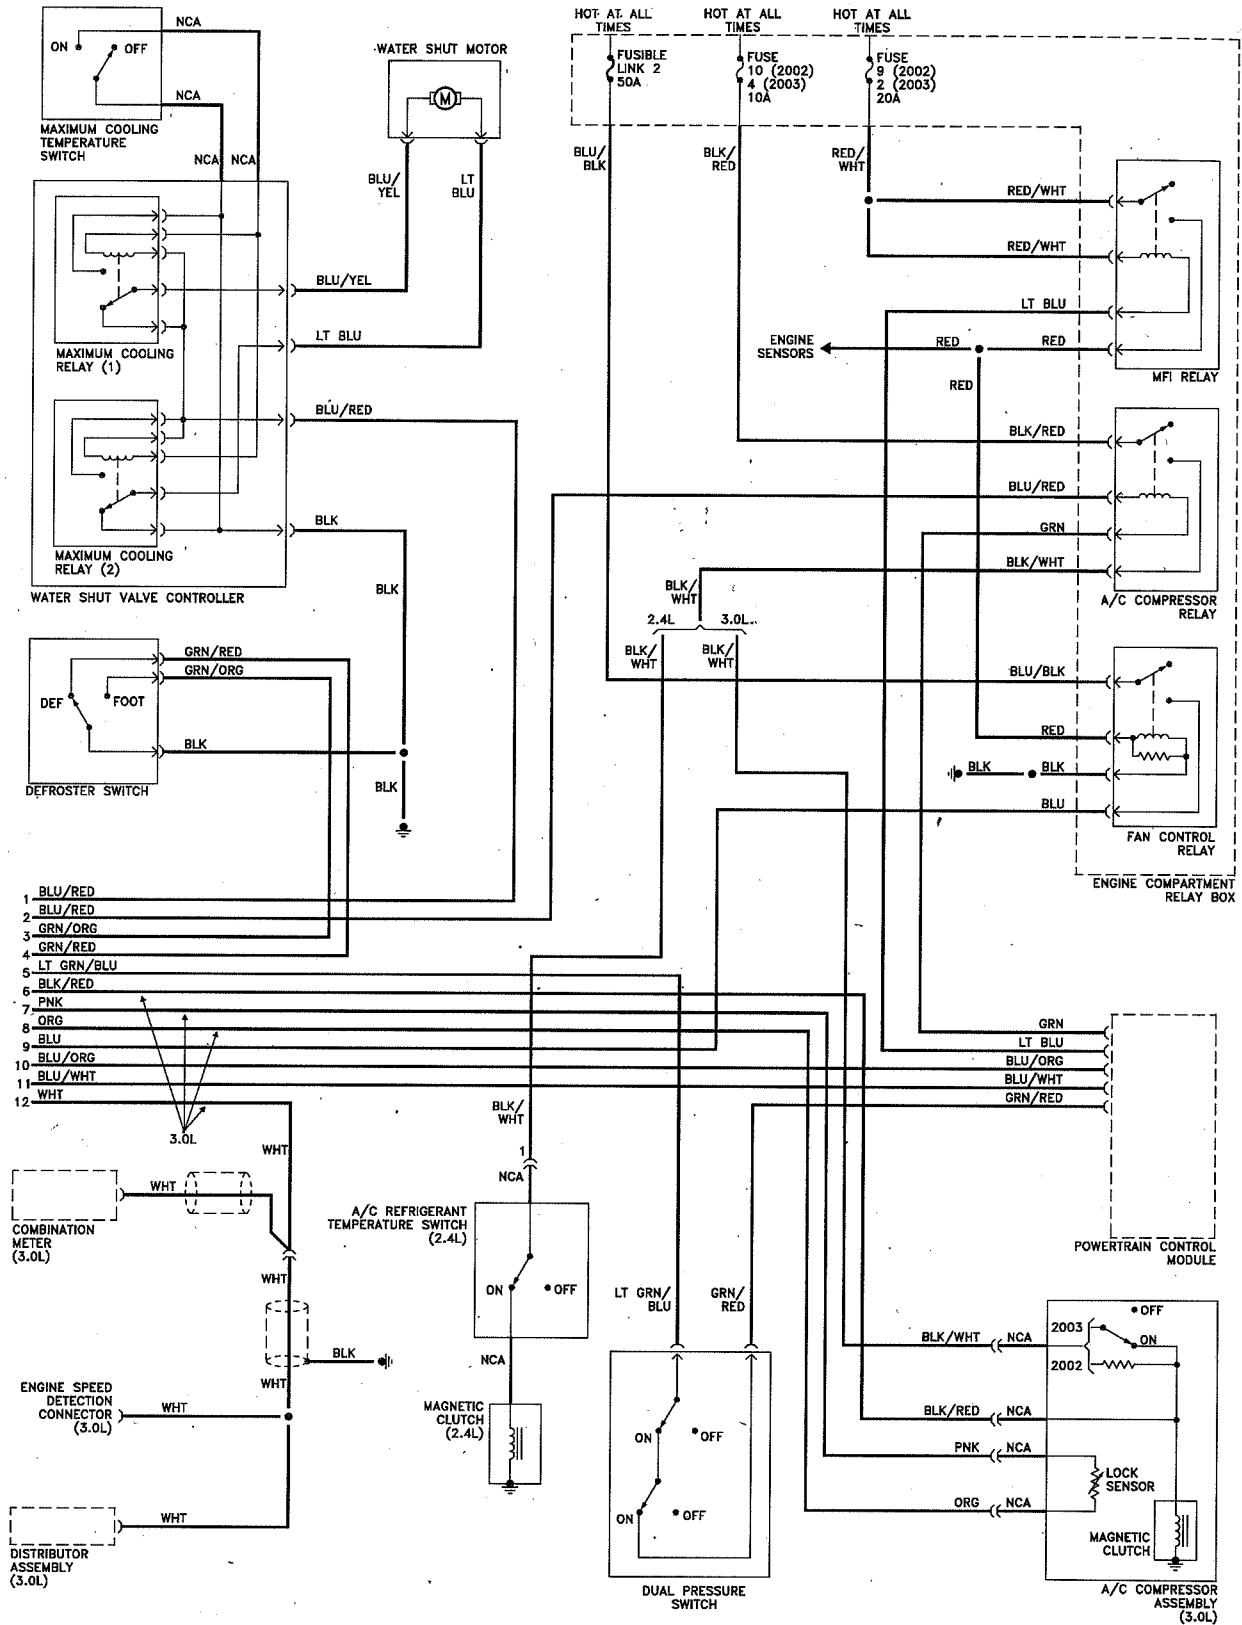 HOT AT ALL
TIMES
HOT AT ALL
TIMES
HOT AT ALL
TIMES
NCA
ON
OFF
NCA
MAXIMUM COOLING
TEMPERATURE
SWITCH
WATER SHUT MOTOR
M
FUSIBLE
LINK 2
50A
FUSE
10 (2002)
4 (2003)
10A
FUSE
9 (2002)
2 (2003)
20A
NCA
NCA
BLU/
YEL
LT
BLU
BLU/
BLK
BLK/
RED
RED/
WHT
RED/WHT
RED/WHT
LT BLU
RED
RED
RED
ENGINE
SENSORS
MFI RELAY
BLU/YEL
LT BLU
MAXIMUM COOLING
RELAY (1)
BLU/RED
BLK
MAXIMUM COOLING
RELAY (2)
WATER SHUT VALVE CONTROLLER
BLK
BLK/RED
BLU/RED
GRN
BLK/WHT
A/C COMPRESSOR
RELAY
BLK/
WHT
2.4L
3.0L
BLK/
WHT
BLK/
WHT
GRN/RED
GRN/ORG
DEF
FOOT
BLK
DEFROSTER SWITCH
BLK
BLU/BLK
RED
BLK
BLK
BLU
FAN CONTROL
RELAY
ENGINE COMPARTMENT
RELAY BOX
1 BLU/RED
2 BLU/RED
3 GRN/ORG
4 GRN/RED
5 LT GRN/BLU
6 BLK/RED
7 PNK
8 ORG
9 BLU
10 BLU/ORG
11 BLU/WHT
12 WHT
3.0L
GRN
LT BLU
BLU/ORG
BLU/WHT
GRN/RED
POWERTRAIN CONTROL
MODULE
WHT
WHT
COMBINATION
METER
(3.0L)
WHT
BLK
WHT
ENGINE SPEED
DETECTION
CONNECTOR
(3.0L)
WHT
WHT
DISTRIBUTOR
ASSEMBLY
(3.0L)
BLK/
WHT
1
NCA
A/C REFRIGERANT
TEMPERATURE SWITCH
(2.4L)
ON
OFF
NCA
MAGNETIC
CLUTCH
(2.4L)
LT GRN/
BLU
GRN/
RED
ON
OFF
ON
OFF
DUAL PRESSURE
SWITCH
BLK/WHT
NCA
2003
OFF
ON
2002
BLK/RED
NCA
PNK
NCA
LOCK
SENSOR
ORG
NCA
MAGNETIC
CLUTCH
A/C COMPRESSOR
ASSEMBLY
(3.0L)